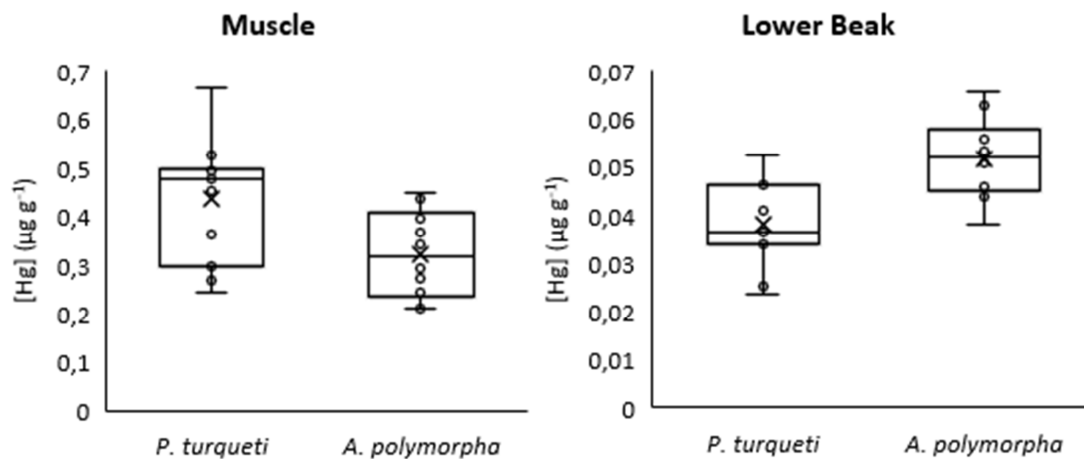 Muscle
[Hg] (µg g⁻¹)
0,7
0,6
0,5
0,4
0,3
0,2
0,1
0
P. turqueti
A. polymorpha
Lower Beak
[Hg] (µg g⁻¹)
0,07
0,06
0,05
0,04
0,03
0,02
0,01
0
P. turqueti
A. polymorpha